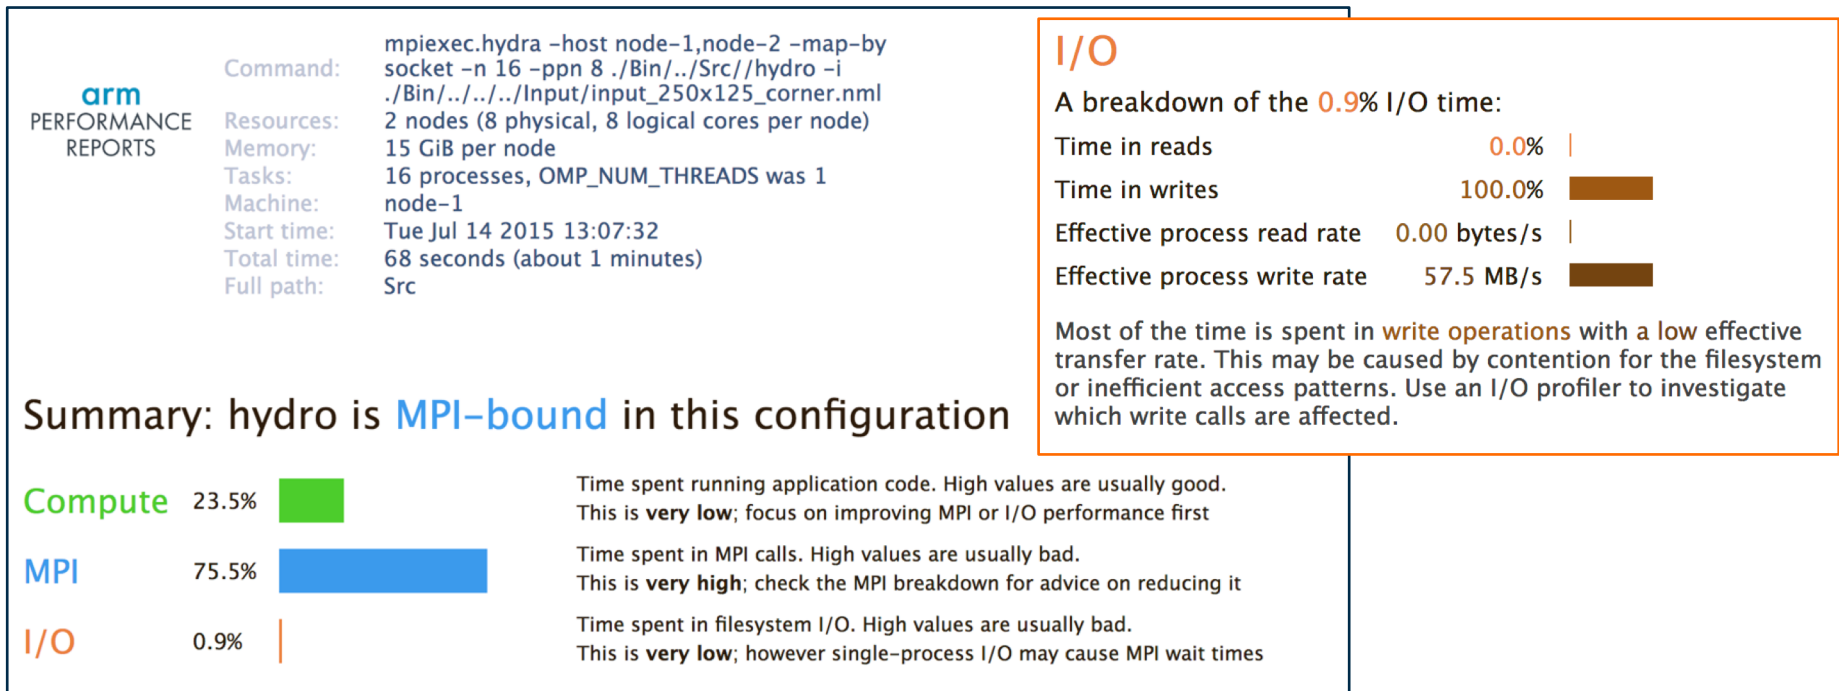 arm
PERFORMANCE
REPORTS
Command: mpiexec.hydra -host node-1,node-2 -map-by
socket -n 16 -ppn 8 ./Bin/../Src//hydro -i
./Bin/../../../Input/input_250x125_corner.nml
Resources: 2 nodes (8 physical, 8 logical cores per node)
Memory: 15 GiB per node
Tasks: 16 processes, OMP_NUM_THREADS was 1
Machine: node-1
Start time: Tue Jul 14 2015 13:07:32
Total time: 68 seconds (about 1 minutes)
Full path: Src
Summary: hydro is MPI-bound in this configuration
Compute 23.5% Time spent running application code. High values are usually good.
This is very low; focus on improving MPI or I/O performance first
MPI 75.5% Time spent in MPI calls. High values are usually bad.
This is very high; check the MPI breakdown for advice on reducing it
I/O 0.9% Time spent in filesystem I/O. High values are usually bad.
This is very low; however single-process I/O may cause MPI wait times
I/O
A breakdown of the 0.9% I/O time:
Time in reads 0.0%
Time in writes 100.0%
Effective process read rate 0.00 bytes/s
Effective process write rate 57.5 MB/s
Most of the time is spent in write operations with a low effective
transfer rate. This may be caused by contention for the filesystem
or inefficient access patterns. Use an I/O profiler to investigate
which write calls are affected.